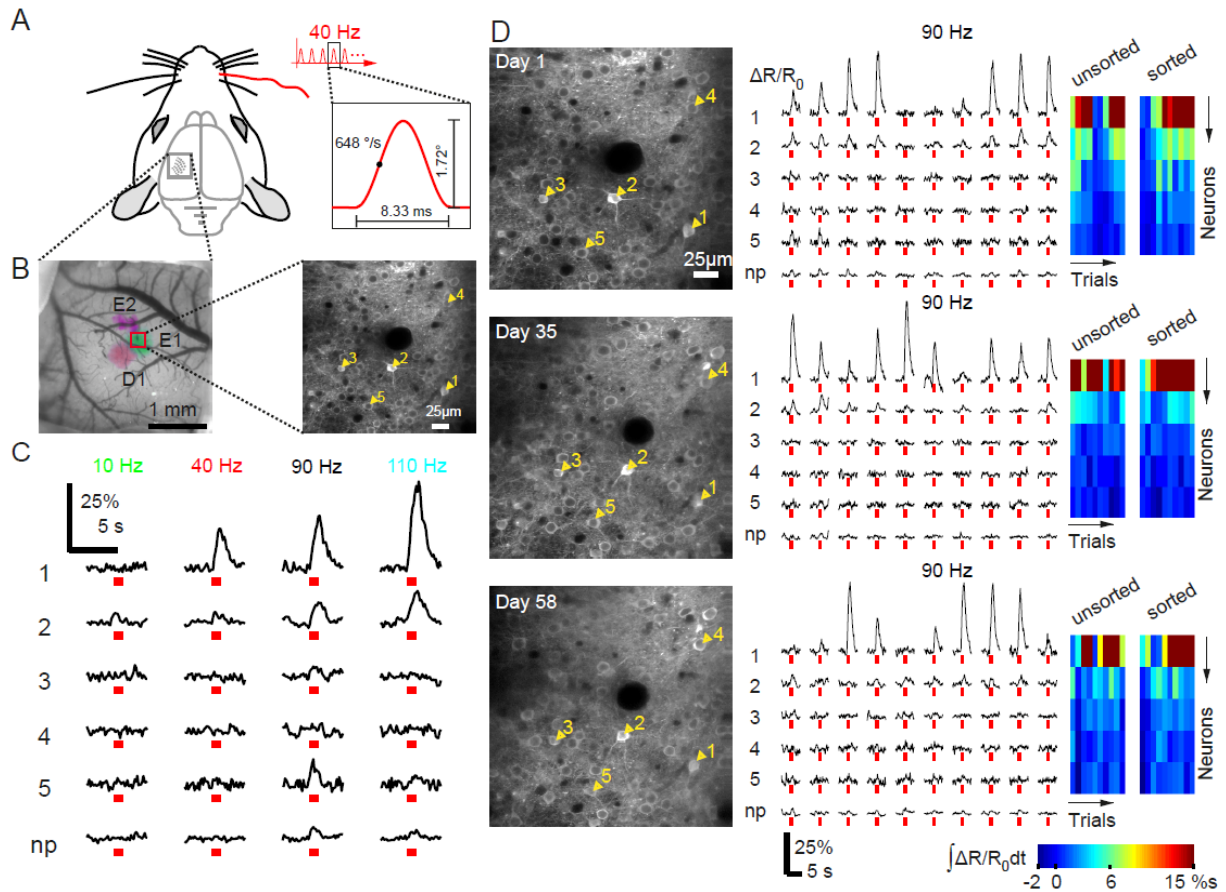 A
40 Hz
...
648 °/s
1.72°
8.33 ms
B
E2
E1
D1
1 mm
4
3
2
1
5
25µm
C
10 Hz 40 Hz 90 Hz 110 Hz
25%
5 s
1
2
3
4
5
np
D
Day 1
4
3
2
1
5
25µm
90 Hz
ΔR/R0
1
2
3
4
5
np
unsorted
sorted
Neurons
Trials
Day 35
4
3
2
1
5
90 Hz
1
2
3
4
5
np
unsorted
sorted
Neurons
Trials
Day 58
4
3
2
1
5
90 Hz
1
2
3
4
5
np
unsorted
sorted
Neurons
Trials
25%
5 s
∫ΔR/R0dt
-2 0 6 15 %s